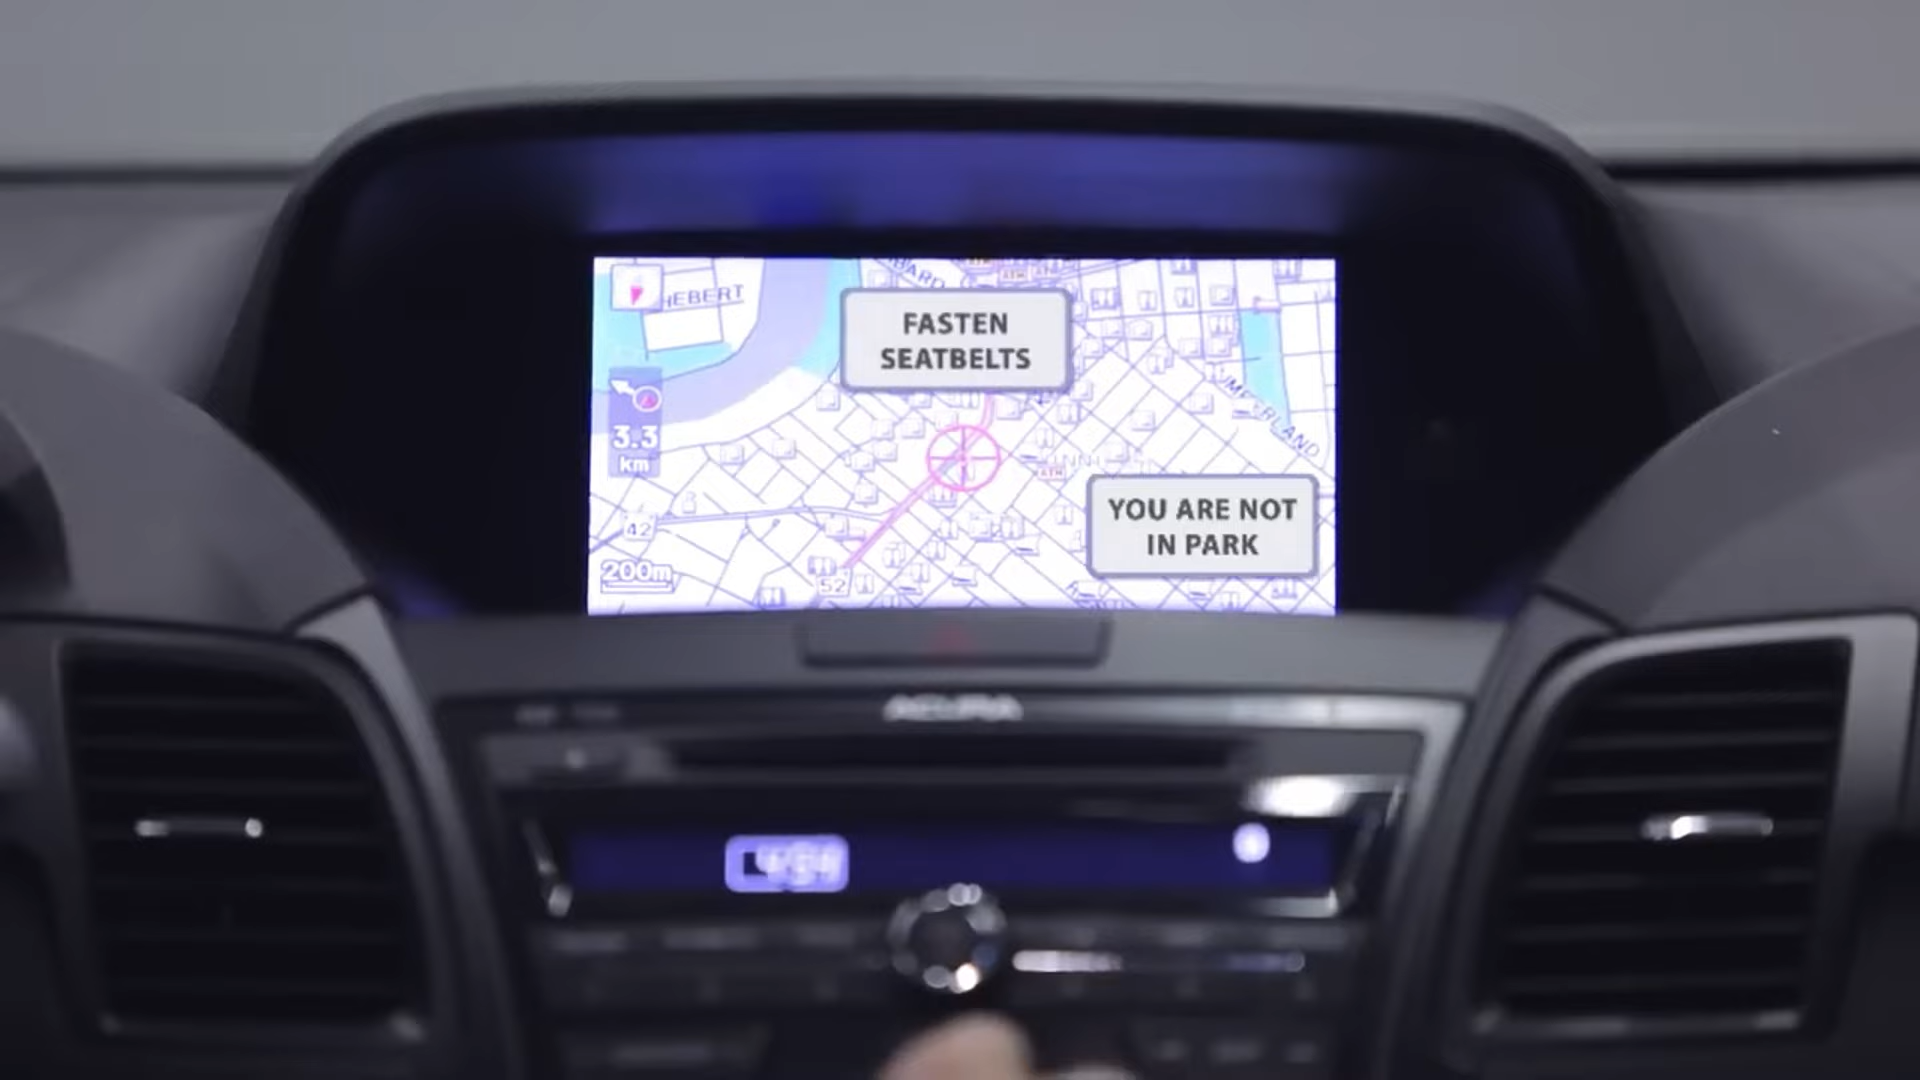 HEBERT
FASTEN
SEATBELTS
3.3
km
YOU ARE NOT
IN PARK
42
200m
52
ACURA